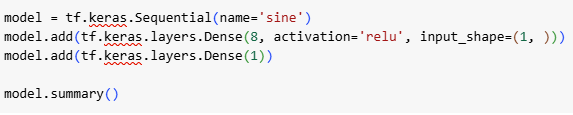 model = tf.keras.Sequential(name='sine')
model.add(tf.keras.layers.Dense(8, activation='relu', input_shape=(1, )))
model.add(tf.keras.layers.Dense(1))
model.summary()